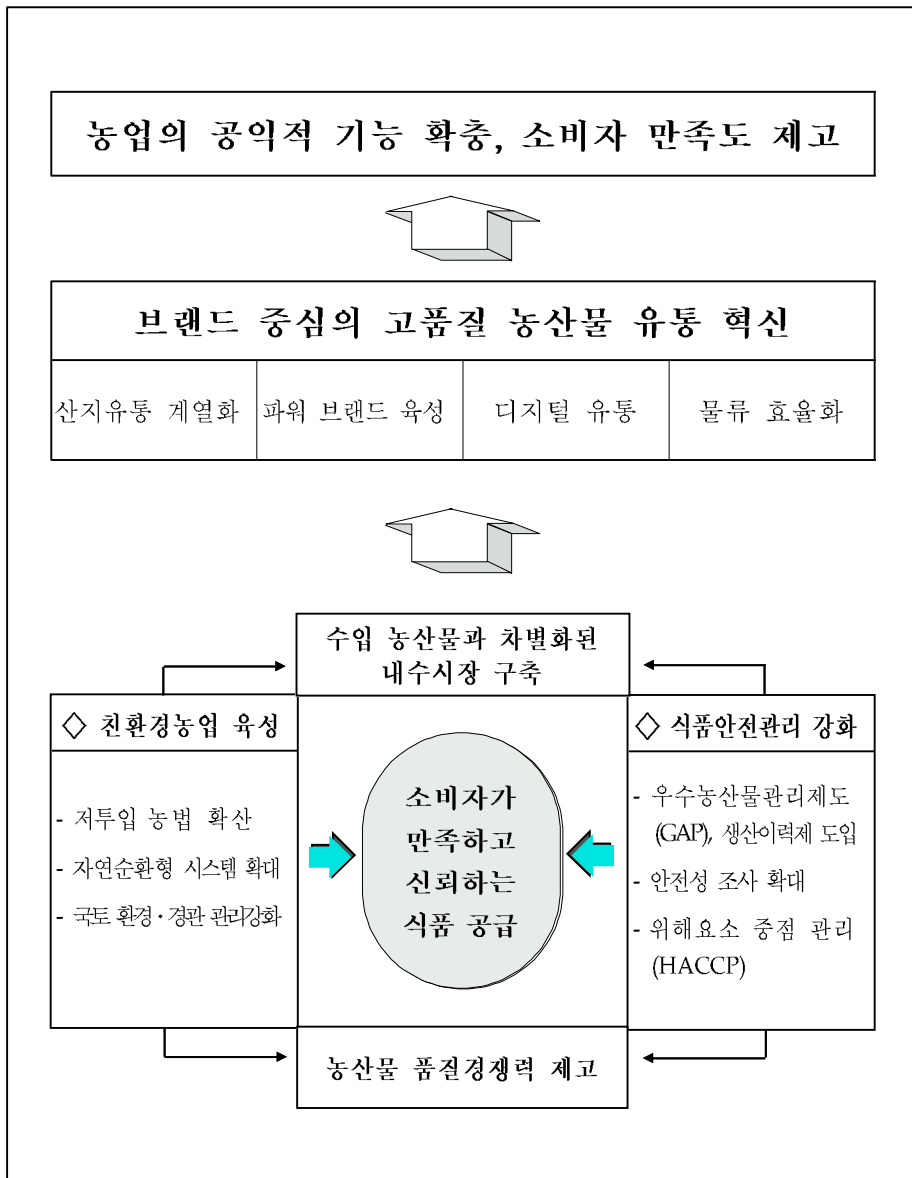 농업의 공익적 기능 확충, 소비자 만족도 제고
브랜드 중심의 고품질 농산물 유통 혁신
산지유통 계열화
파워 브랜드 육성
디지털 유통
물류 효율화
수입 농산물과 차별화된
내수시장 구축
◇ 친환경농업 육성
- 저투입 농법 확산
- 자연순환형 시스템 확대
- 국토 환경·경관 관리강화
소비자가
만족하고
신뢰하는
식품 공급
◇ 식품안전관리 강화
- 우수농산물관리제도
(GAP), 생산이력제 도입
- 안전성 조사 확대
- 위해요소 중점 관리
(HACCP)
농산물 품질경쟁력 제고